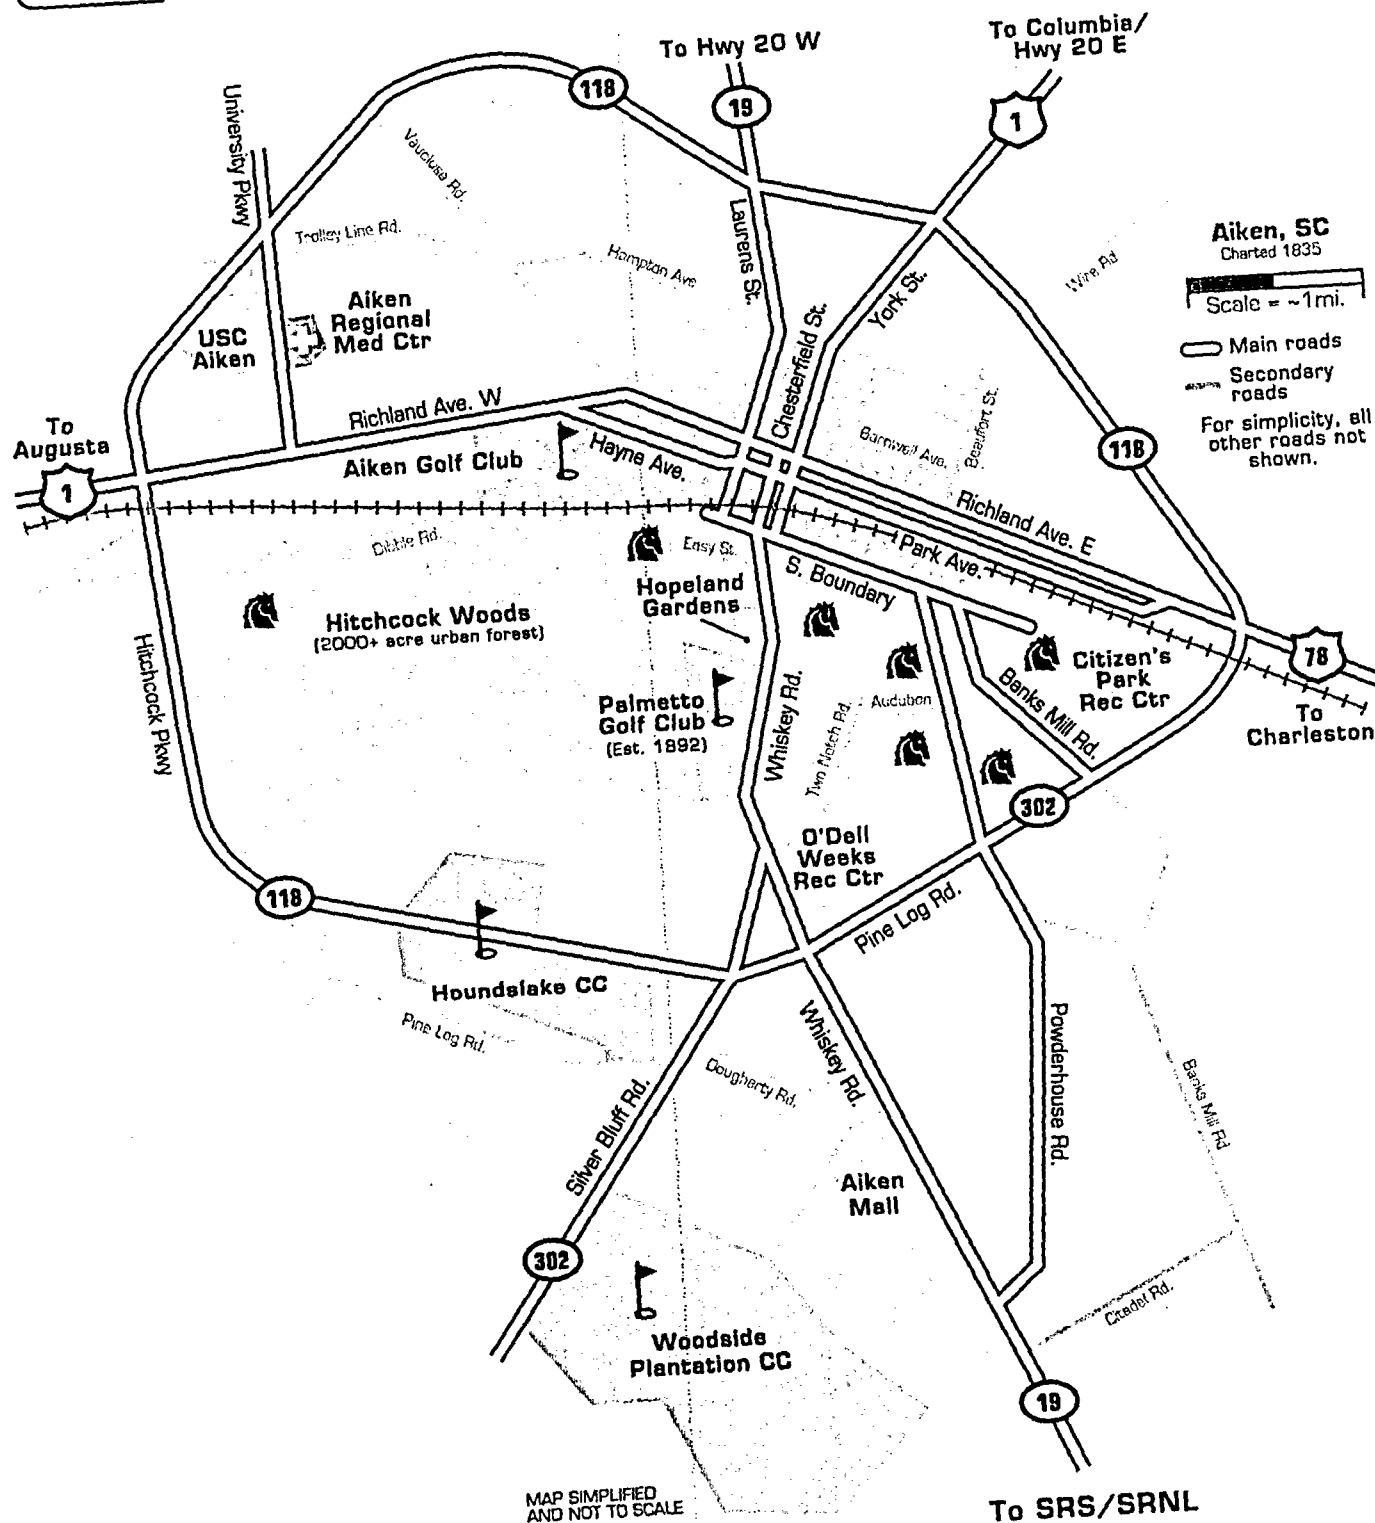 To Hwy 20 W
To Columbia/
Hwy 20 E
118
19
1
University Pkwy
Vaucluse Rd.
Trolley Line Rd.
Hampton Ave
Laurens St.
Chesterfield St.
York St.
Wire Rd
Aiken, SC
Charted 1835
Scale = ~1mi.
Main roads
Secondary
roads
For simplicity, all
other roads not
shown.
USC
Aiken
Aiken
Regional
Med Ctr
To
Augusta
1
Richland Ave. W
Aiken Golf Club
Hayne Ave.
Barnwell Ave.
Beaufort St.
118
Richland Ave. E
Park Ave.
Dibble Rd.
Easy St.
S. Boundary
Hopeland
Gardens
Hitchcock Woods
(2000+ acre urban forest)
Hitchcock Pkwy
Palmetto
Golf Club
(Est. 1892)
Whiskey Rd.
Two Notch Rd.
Audubon
Banks Mill Rd.
Citizen's
Park
Rec Ctr
78
To
Charleston
302
O'Dell
Weeks
Rec Ctr
Pine Log Rd.
118
Houndslake CC
Pine Log Rd.
Silver Bluff Rd.
Dougherty Rd.
Whiskey Rd.
Powderhouse Rd.
Banks Mill Rd
Aiken
Mall
302
Woodside
Plantation CC
Citadel Rd.
19
MAP SIMPLIFIED
AND NOT TO SCALE
To SRS/SRNL